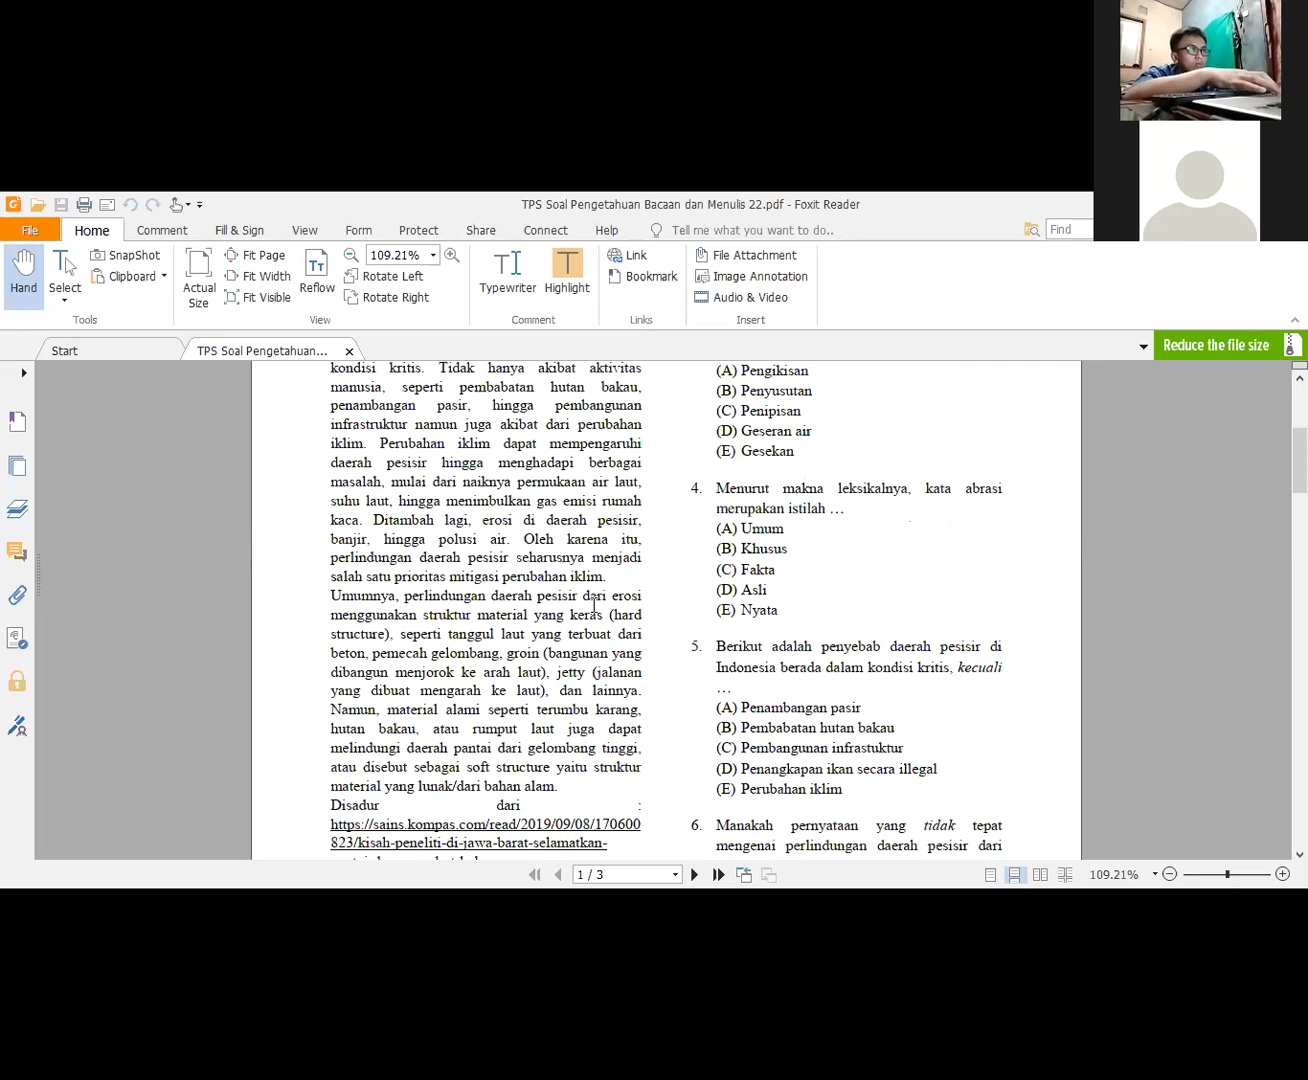 TPS Soal Pengetahuan Bacaan dan Menulis 22.pdf - Foxit Reader
File
Home
Comment
Fill & Sign
View
Form
Protect
Share
Connect
Help
Tell me what you want to do..
Find
Hand
Select
SnapShot
Clipboard
Tools
Actual
Size
Fit Page
Fit Width
Fit Visible
Reflow
109.21%
Rotate Left
Rotate Right
View
Typewriter
Highlight
Comment
Link
Bookmark
Links
File Attachment
Image Annotation
Audio & Video
Insert
Start
TPS Soal Pengetahuan...
Reduce the file size
kondisi kritis. Tidak hanya akibat aktivitas
manusia, seperti pembabatan hutan bakau,
penambangan pasir, hingga pembangunan
infrastruktur namun juga akibat dari perubahan
iklim. Perubahan iklim dapat mempengaruhi
daerah pesisir hingga menghadapi berbagai
masalah, mulai dari naiknya permukaan air laut,
suhu laut, hingga menimbulkan gas emisi rumah
kaca. Ditambah lagi, erosi di daerah pesisir,
banjir, hingga polusi air. Oleh karena itu,
perlindungan daerah pesisir seharusnya menjadi
salah satu prioritas mitigasi perubahan iklim.
Umumnya, perlindungan daerah pesisir dari erosi
menggunakan struktur material yang keras (hard
structure), seperti tanggul laut yang terbuat dari
beton, pemecah gelombang, groin (bangunan yang
dibangun menjorok ke arah laut), jetty (jalanan
yang dibuat mengarah ke laut), dan lainnya.
Namun, material alami seperti terumbu karang,
hutan bakau, atau rumput laut juga dapat
melindungi daerah pantai dari gelombang tinggi,
atau disebut sebagai soft structure yaitu struktur
material yang lunak/dari bahan alam.
Disadur dari :
https://sains.kompas.com/read/2019/09/08/170600
823/kisah-peneliti-di-jawa-barat-selamatkan-
(A) Pengikisan
(B) Penyusutan
(C) Penipisan
(D) Geseran air
(E) Gesekan
4. Menurut makna leksikalnya, kata abrasi
merupakan istilah …
(A) Umum
(B) Khusus
(C) Fakta
(D) Asli
(E) Nyata
5. Berikut adalah penyebab daerah pesisir di
Indonesia berada dalam kondisi kritis, kecuali
…
(A) Penambangan pasir
(B) Pembabatan hutan bakau
(C) Pembangunan infrastuktur
(D) Penangkapan ikan secara illegal
(E) Perubahan iklim
6. Manakah pernyataan yang tidak tepat
mengenai perlindungan daerah pesisir dari
1 / 3
109.21%